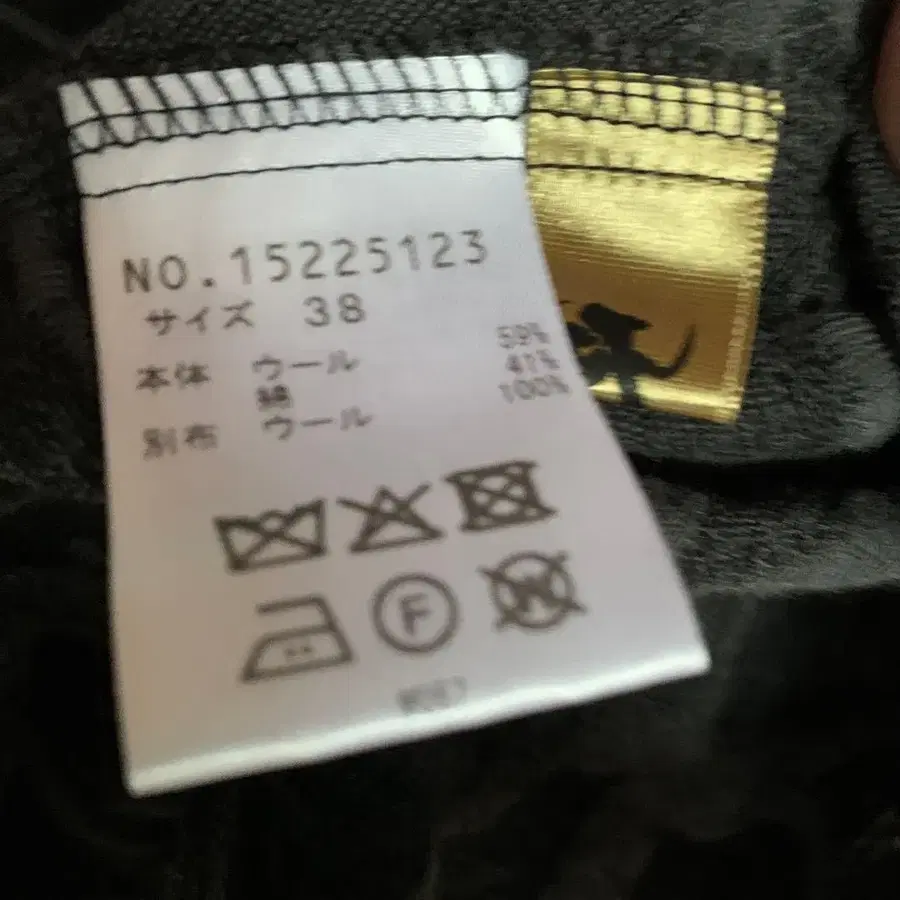 NO.15225123
サイズ 38
本体 ウール 59%
綿 41%
別布 ウール 100%
F
W